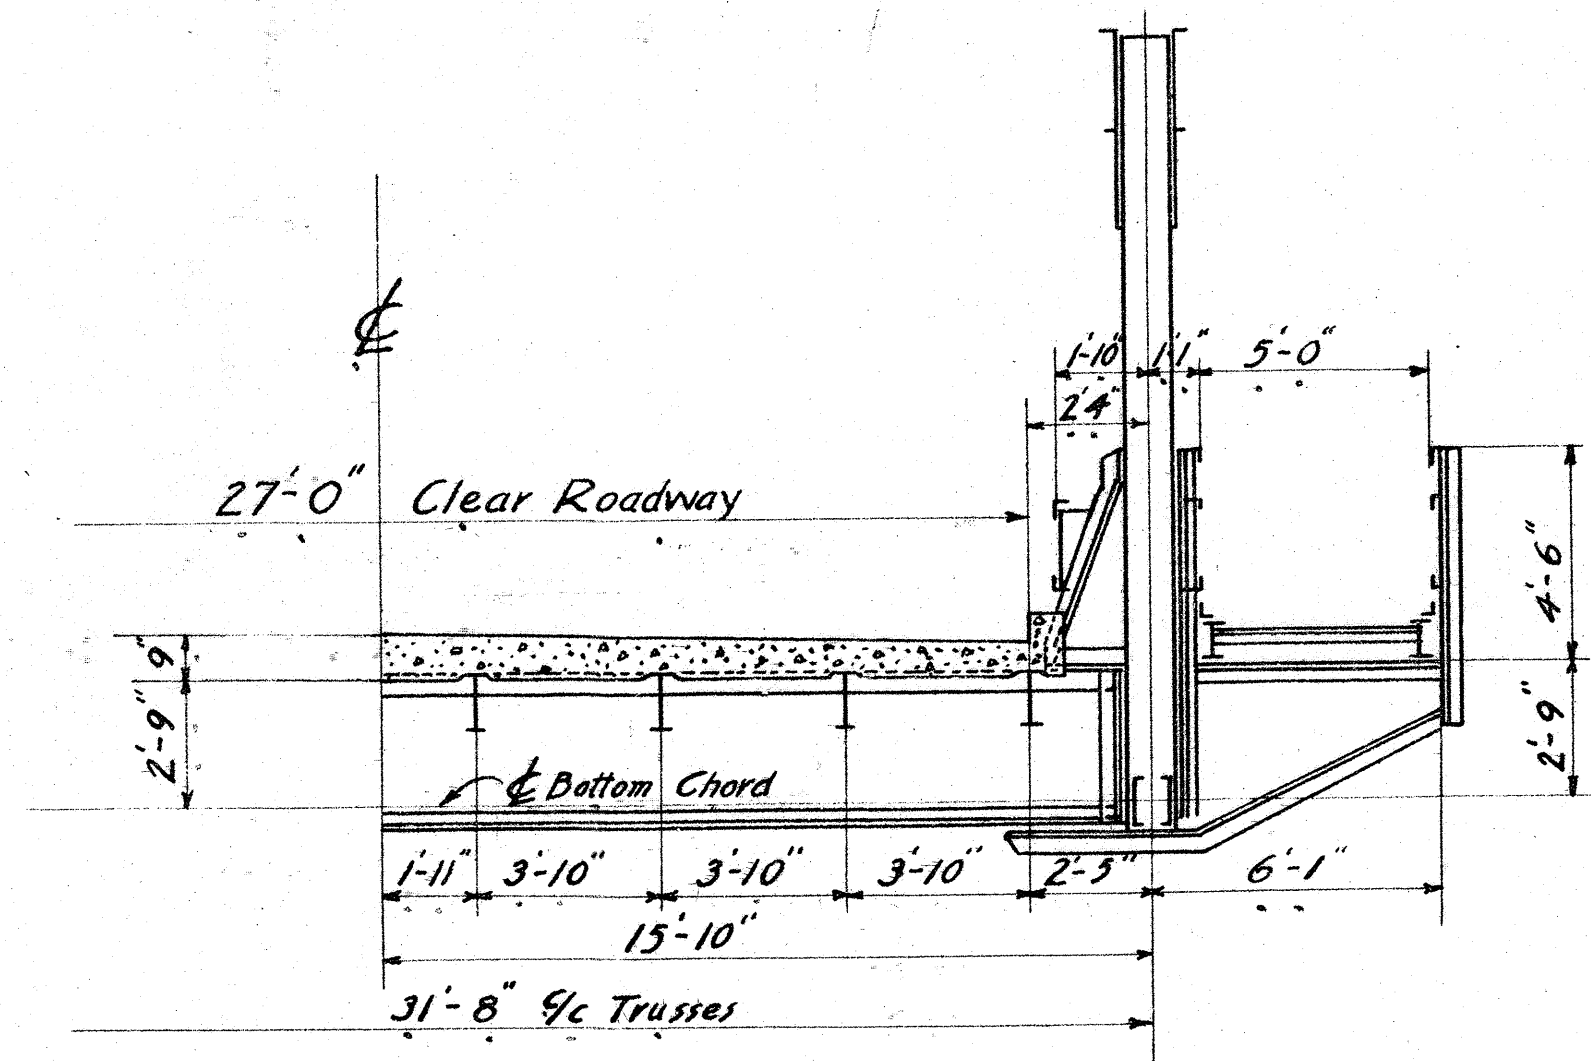 ℄
1'-10" 1'-1" 5'-0"
2'4"
27'-0" Clear Roadway
4'-6"
9"
2'-9"
2'-9"
℄ Bottom Chord
1'-11" 3'-10" 3'-10" 3'-10" 2'-5" 6'-1"
15'-10"
31'-8" c/c Trusses